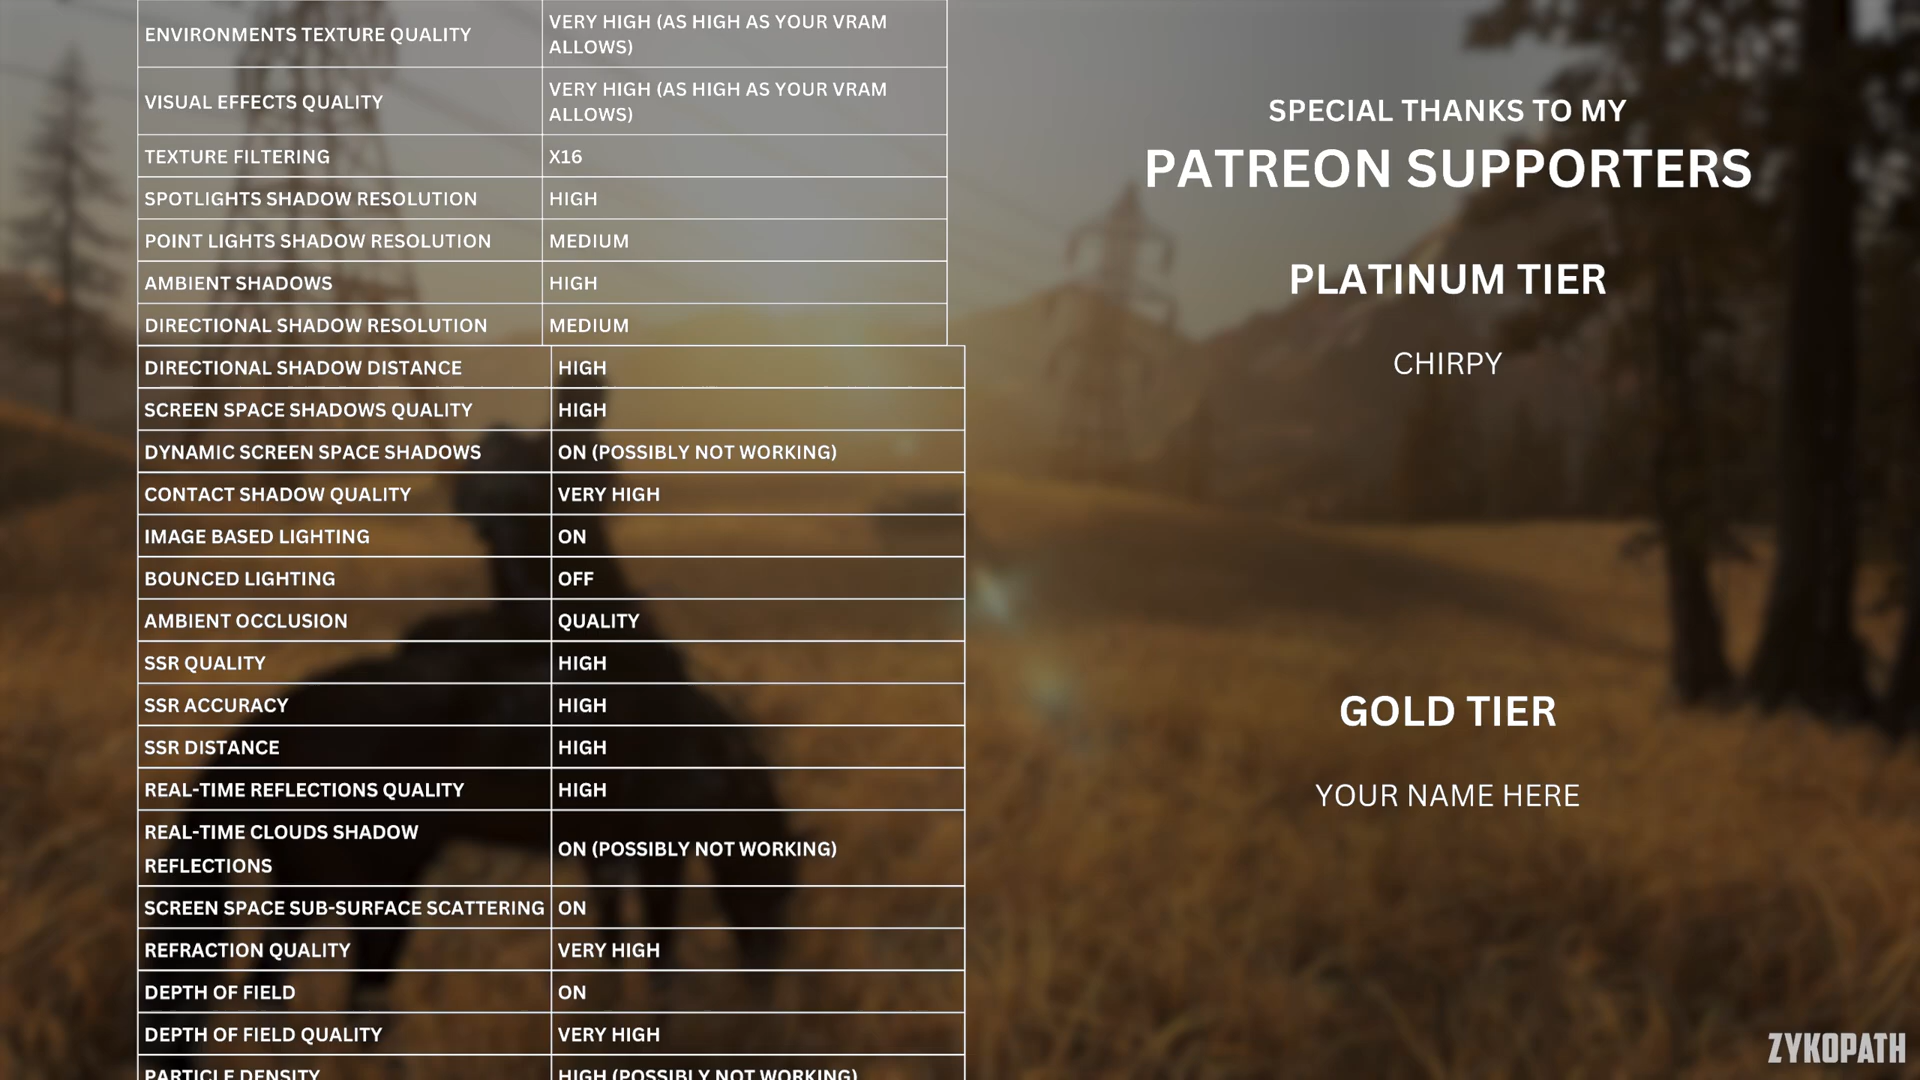 ENVIRONMENTS TEXTURE QUALITY
VERY HIGH (AS HIGH AS YOUR VRAM
ALLOWS)
VISUAL EFFECTS QUALITY
VERY HIGH (AS HIGH AS YOUR VRAM
ALLOWS)
TEXTURE FILTERING
X16
SPOTLIGHTS SHADOW RESOLUTION
HIGH
POINT LIGHTS SHADOW RESOLUTION
MEDIUM
AMBIENT SHADOWS
HIGH
DIRECTIONAL SHADOW RESOLUTION
MEDIUM
DIRECTIONAL SHADOW DISTANCE
HIGH
SCREEN SPACE SHADOWS QUALITY
HIGH
DYNAMIC SCREEN SPACE SHADOWS
ON (POSSIBLY NOT WORKING)
CONTACT SHADOW QUALITY
VERY HIGH
IMAGE BASED LIGHTING
ON
BOUNCED LIGHTING
OFF
AMBIENT OCCLUSION
QUALITY
SSR QUALITY
HIGH
SSR ACCURACY
HIGH
SSR DISTANCE
HIGH
REAL-TIME REFLECTIONS QUALITY
HIGH
REAL-TIME CLOUDS SHADOW
REFLECTIONS
ON (POSSIBLY NOT WORKING)
SCREEN SPACE SUB-SURFACE SCATTERING
ON
REFRACTION QUALITY
VERY HIGH
DEPTH OF FIELD
ON
DEPTH OF FIELD QUALITY
VERY HIGH
PARTICLE DENSITY
HIGH (POSSIBLY NOT WORKING)
SPECIAL THANKS TO MY
PATREON SUPPORTERS
PLATINUM TIER
CHIRPY
GOLD TIER
YOUR NAME HERE
ZYKOPATH